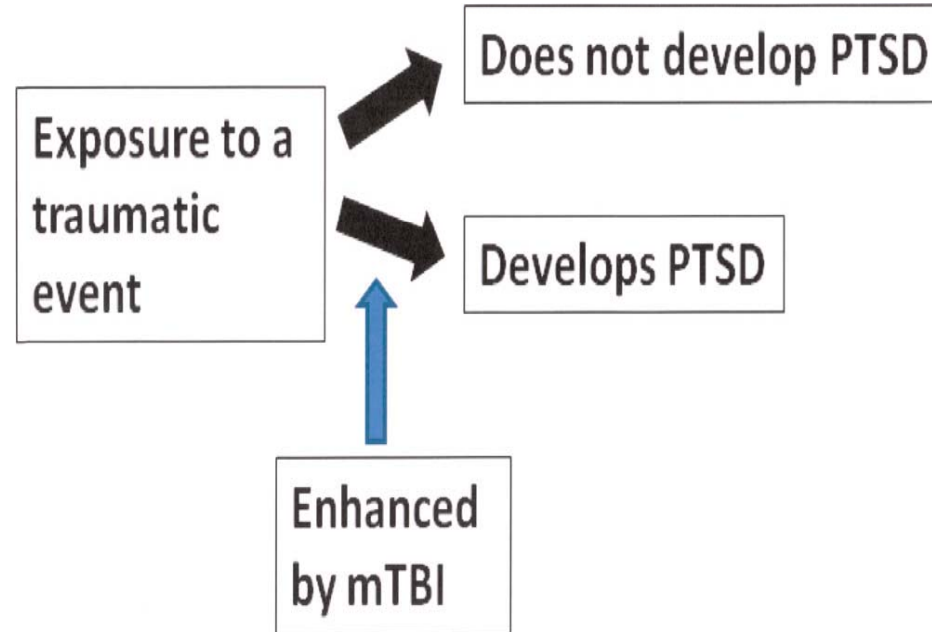 Does not develop PTSD
Exposure to a
traumatic
event
Develops PTSD
Enhanced
by mTBI